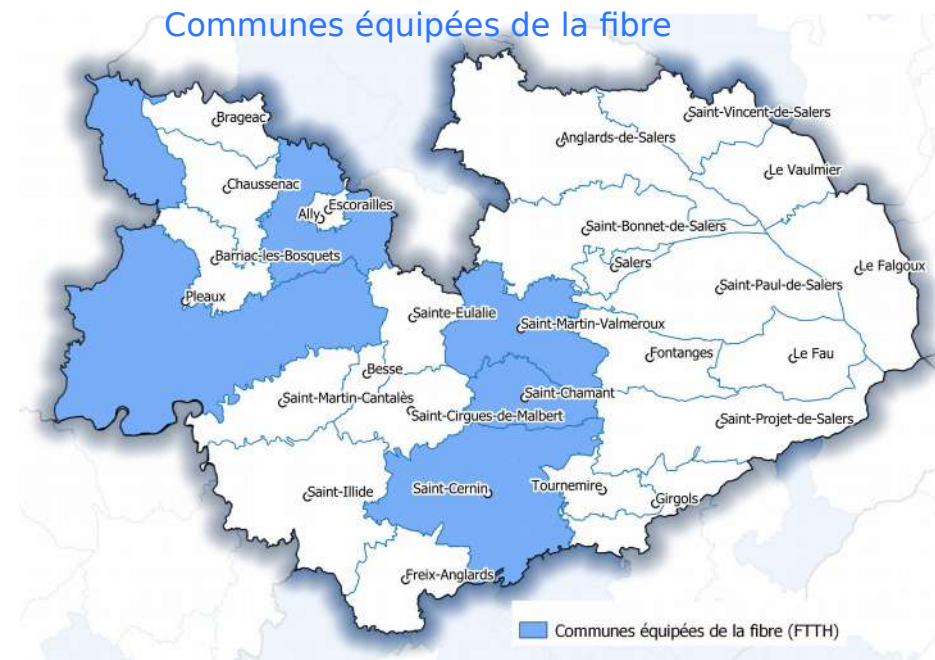 Communes équipées de la fibre
Brageac
Saint-Vincent-de-Salers
Anglards-de-Salers
Le Vaulmier
Chaussenac
Escorailles
Ally
Saint-Bonnet-de-Salers
Barriac-les-Bosquets
Salers
Le Falgoux
Saint-Paul-de-Salers
Pleaux
Sainte-Eulalie
Saint-Martin-Valmeroux
Fontanges
Le Fau
Besse
Saint-Martin-Cantalès
Saint-Chamant
Saint-Cirgues-de-Malbert
Saint-Projet-de-Salers
Saint-Illide
Saint-Cernin
Tournemire
Girgols
Freix-Anglards
Communes équipées de la fibre (FTTH)